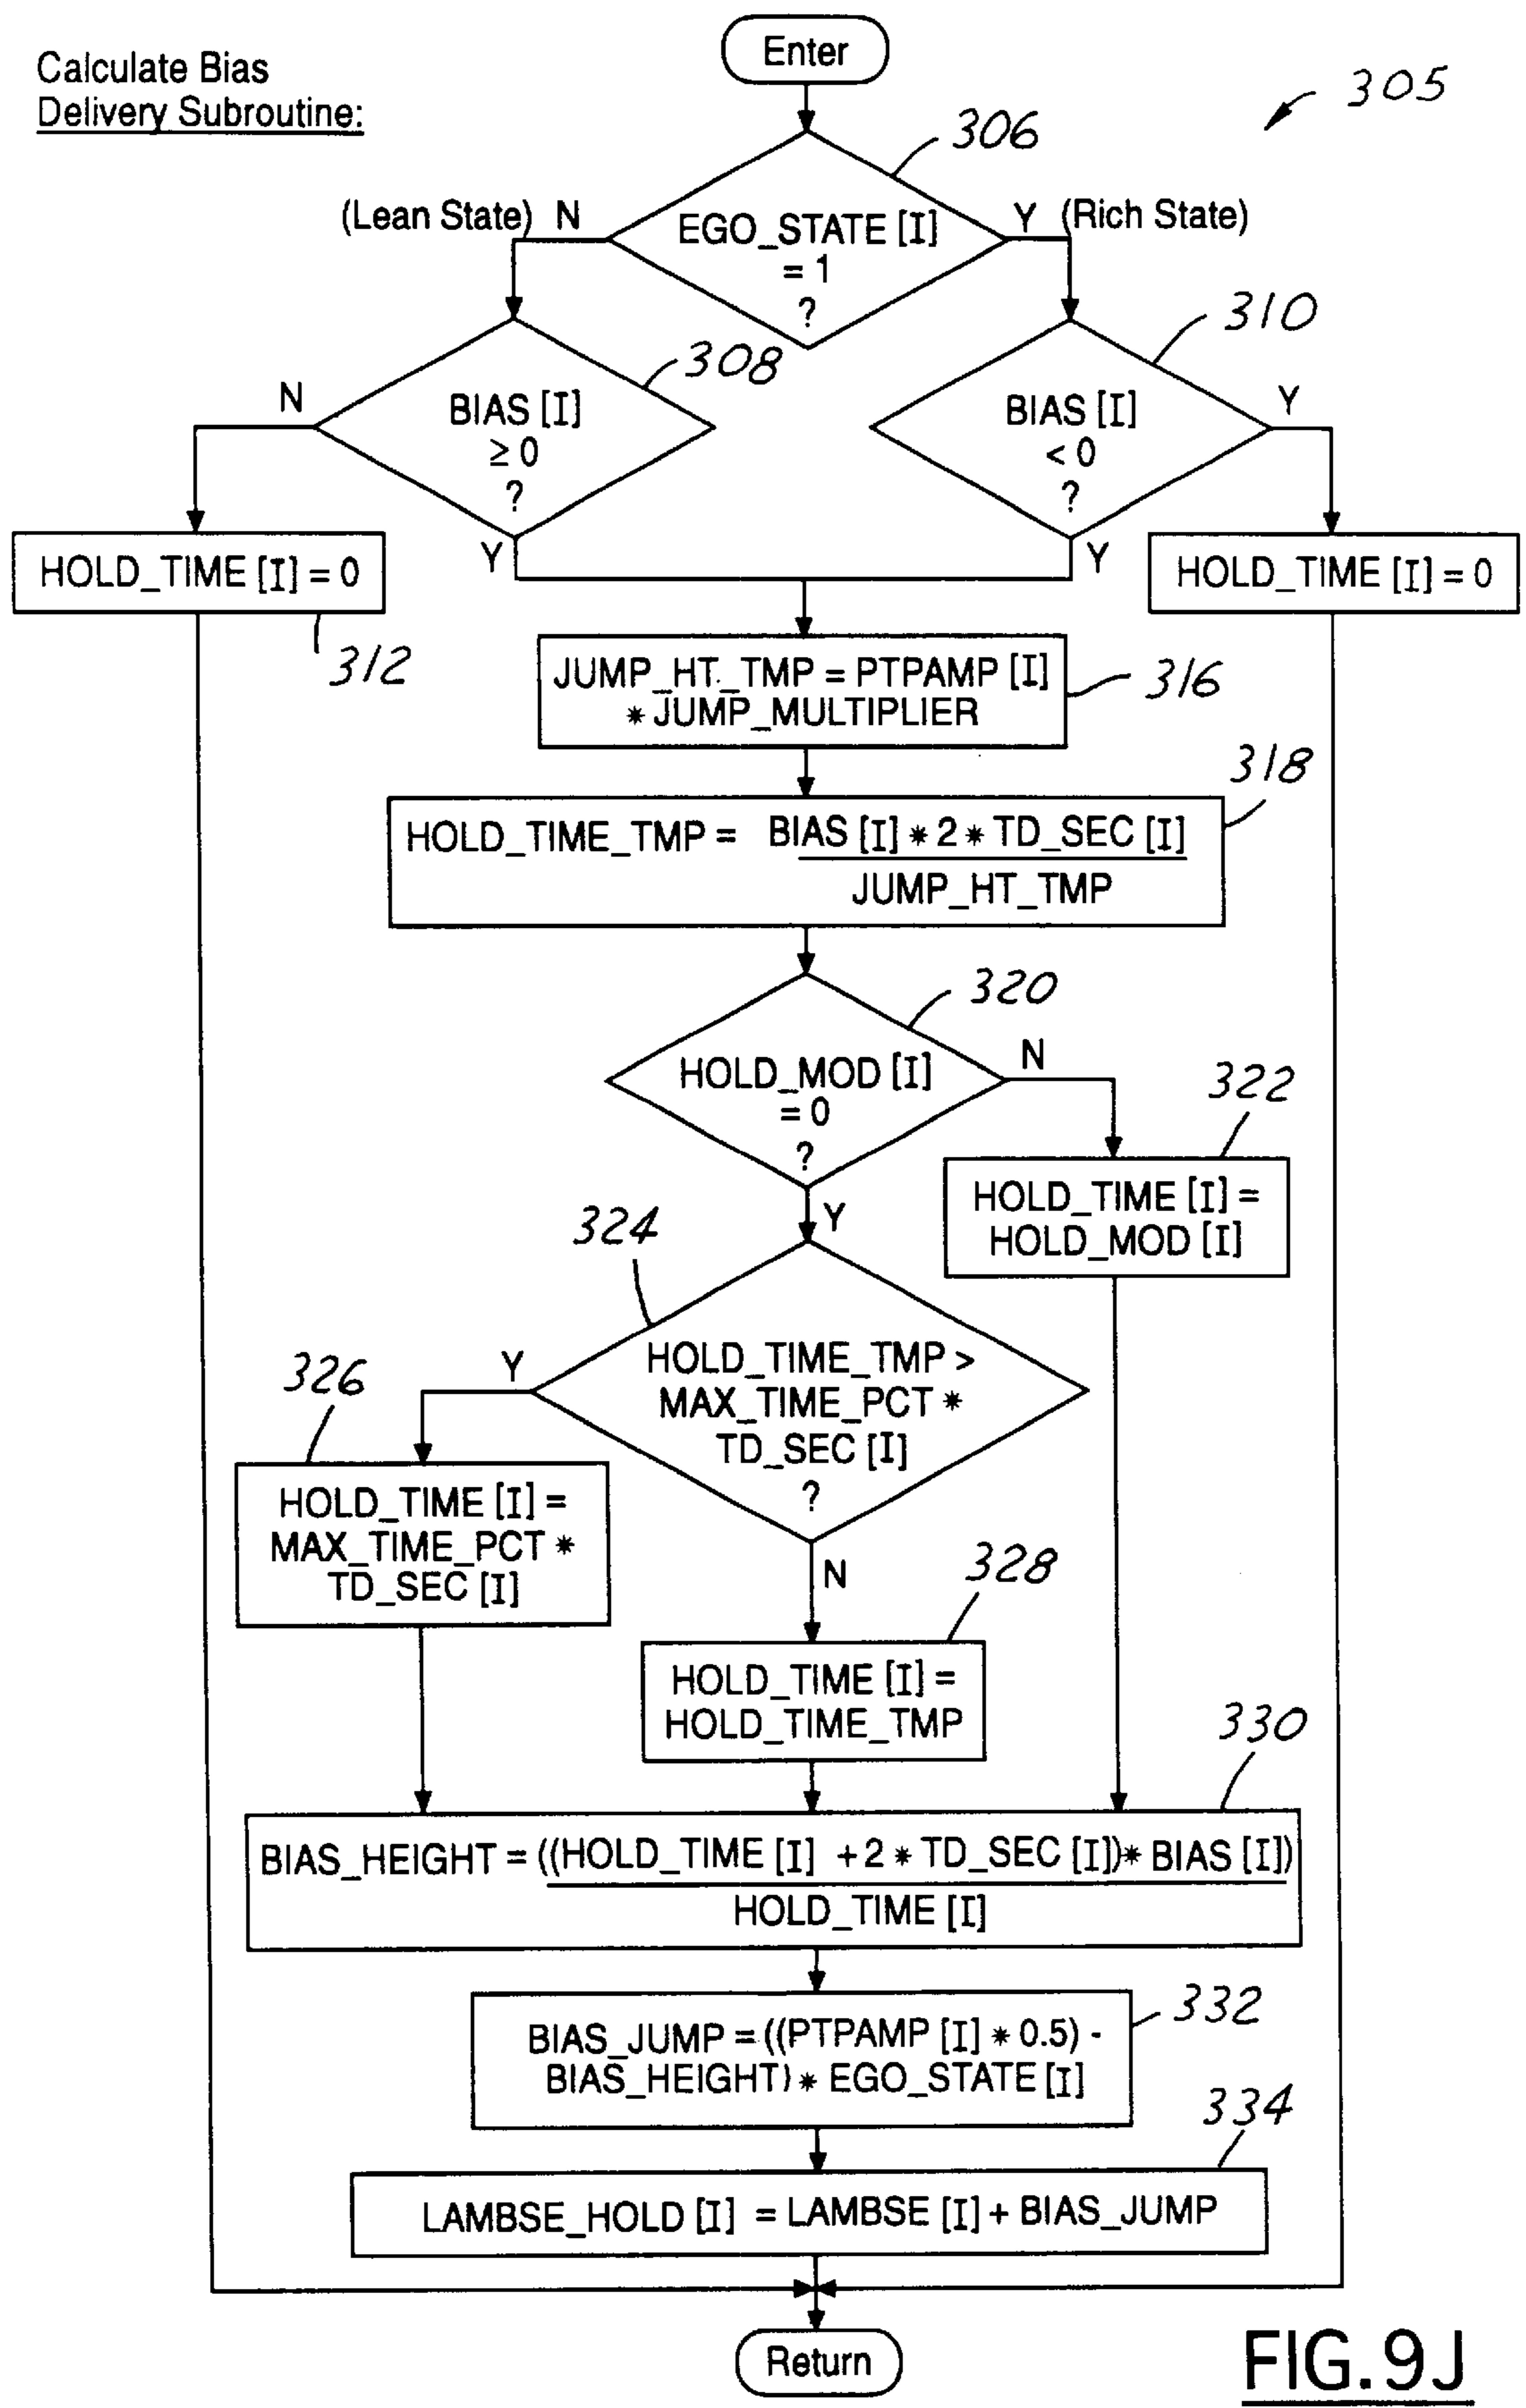 Enter
Calculate Bias
Delivery Subroutine:
305
306
(Lean State) N
EGO_STATE [I]
= 1
?
Y (Rich State)
310
308
N
BIAS [I]
≥ 0
?
Y
BIAS [I]
< 0
?
Y
Y
HOLD_TIME [I] = 0
312
HOLD_TIME [I] = 0
JUMP_HT_TMP = PTPAMP [I]
* JUMP_MULTIPLIER
316
318
HOLD_TIME_TMP = BIAS [I] * 2 * TD_SEC [I]
JUMP_HT_TMP
320
HOLD_MOD [I]
= 0
?
N
Y
322
HOLD_TIME [I] =
HOLD_MOD [I]
324
HOLD_TIME_TMP >
MAX_TIME_PCT *
TD_SEC [I]
?
Y
N
326
HOLD_TIME [I] =
MAX_TIME_PCT *
TD_SEC [I]
328
HOLD_TIME [I] =
HOLD_TIME_TMP
330
BIAS_HEIGHT = ((HOLD_TIME [I] + 2 * TD_SEC [I]) * BIAS [I])
HOLD_TIME [I]
332
BIAS_JUMP = ((PTPAMP [I] * 0.5) -
BIAS_HEIGHT) * EGO_STATE [I]
334
LAMBSE_HOLD [I] = LAMBSE [I] + BIAS_JUMP
Return
FIG.9J